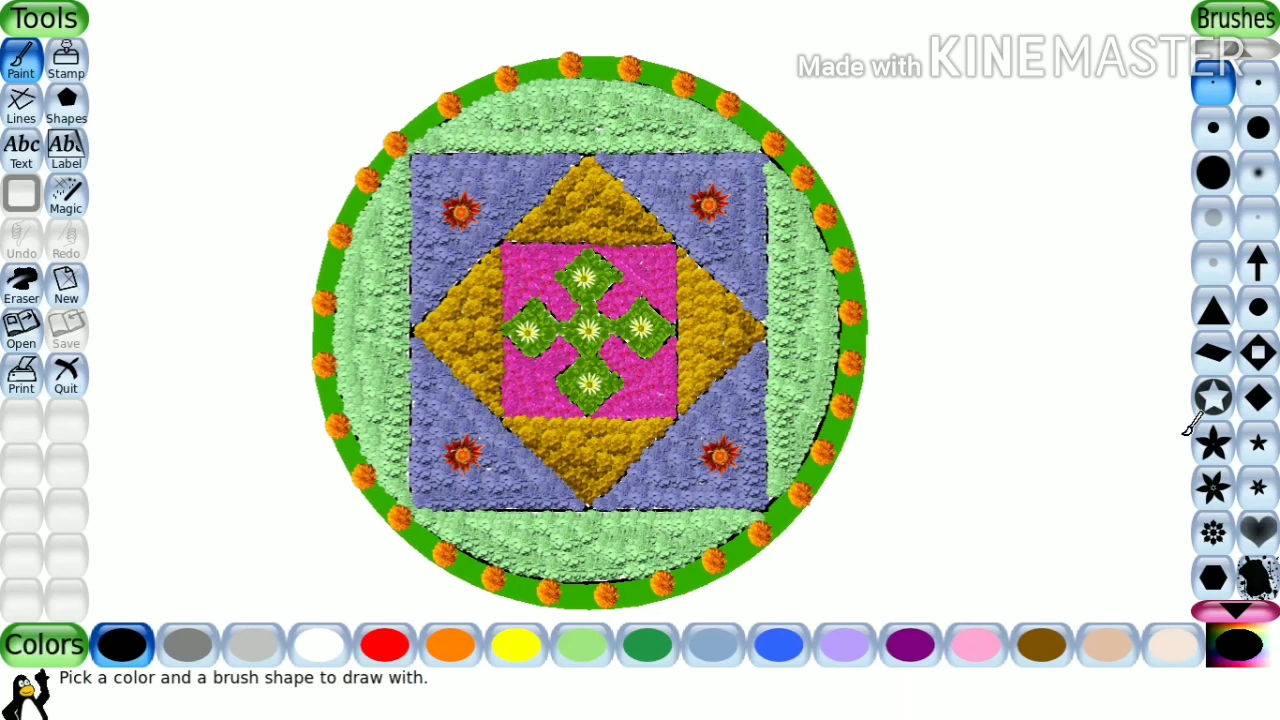 Tools
Brushes
Made with KINEMASTER
Paint
Stamp
Lines
Shapes
Abc
Abc
Text
Label
Magic
Undo
Redo
Eraser
New
Open
Save
Print
Quit
Colors
Pick a color and a brush shape to draw with.